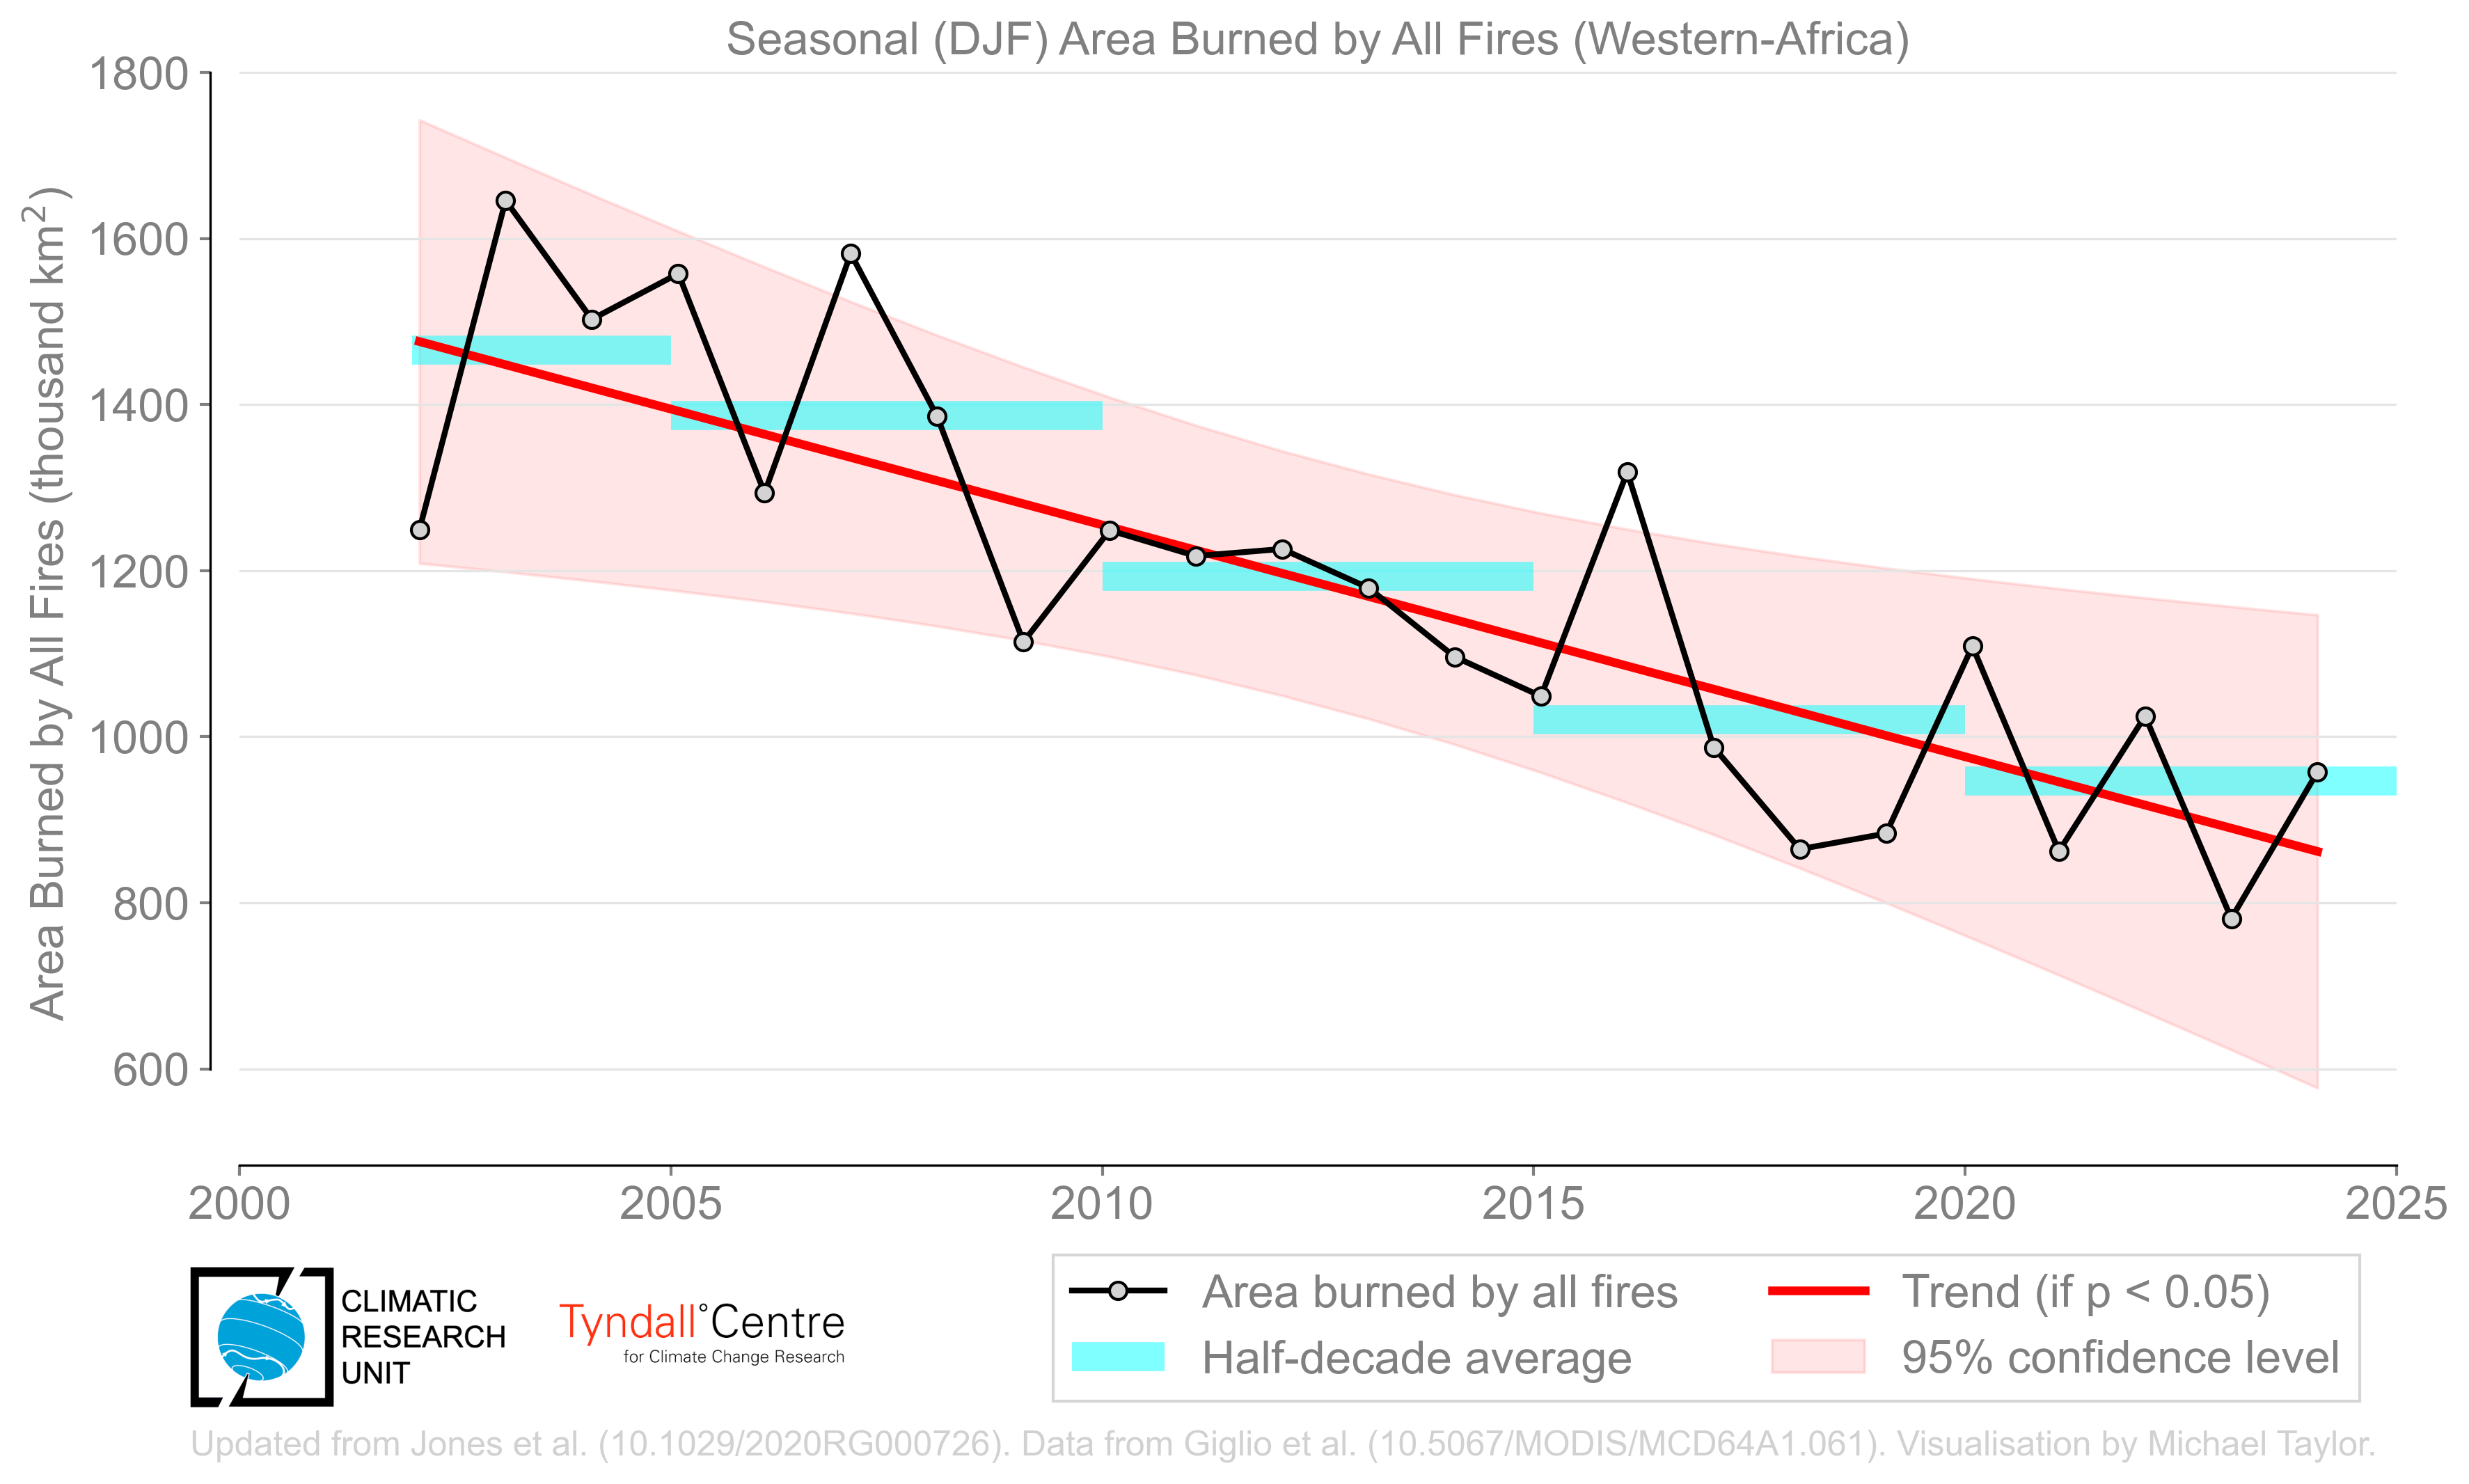 Seasonal (DJF) Area Burned by All Fires (Western-Africa)
Area Burned by All Fires (thousand km²)
1800
1600
1400
1200
1000
800
600
2000
2005
2010
2015
2020
2025
CLIMATIC
RESEARCH
UNIT
Tyndall°Centre
for Climate Change Research
Area burned by all fires
Half-decade average
Trend (if p < 0.05)
95% confidence level
Updated from Jones et al. (10.1029/2020RG000726). Data from Giglio et al. (10.5067/MODIS/MCD64A1.061). Visualisation by Michael Taylor.